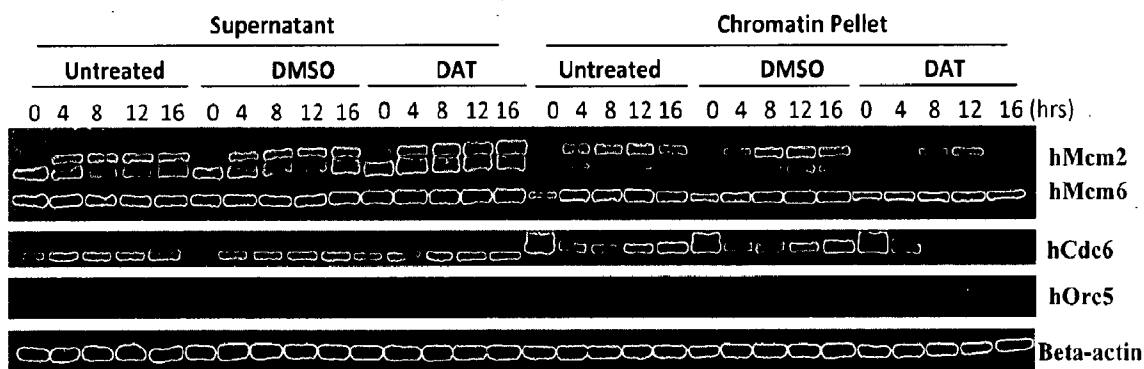 Supernatant Chromatin Pellet
Untreated DMSO DAT Untreated DMSO DAT
0 4 8 12 16 0 4 8 12 16 0 4 8 12 16 0 4 8 12 16 0 4 8 12 16 0 4 8 12 16 (hrs)
hMcm2
hMcm6
hCdc6
hOrc5
Beta-actin